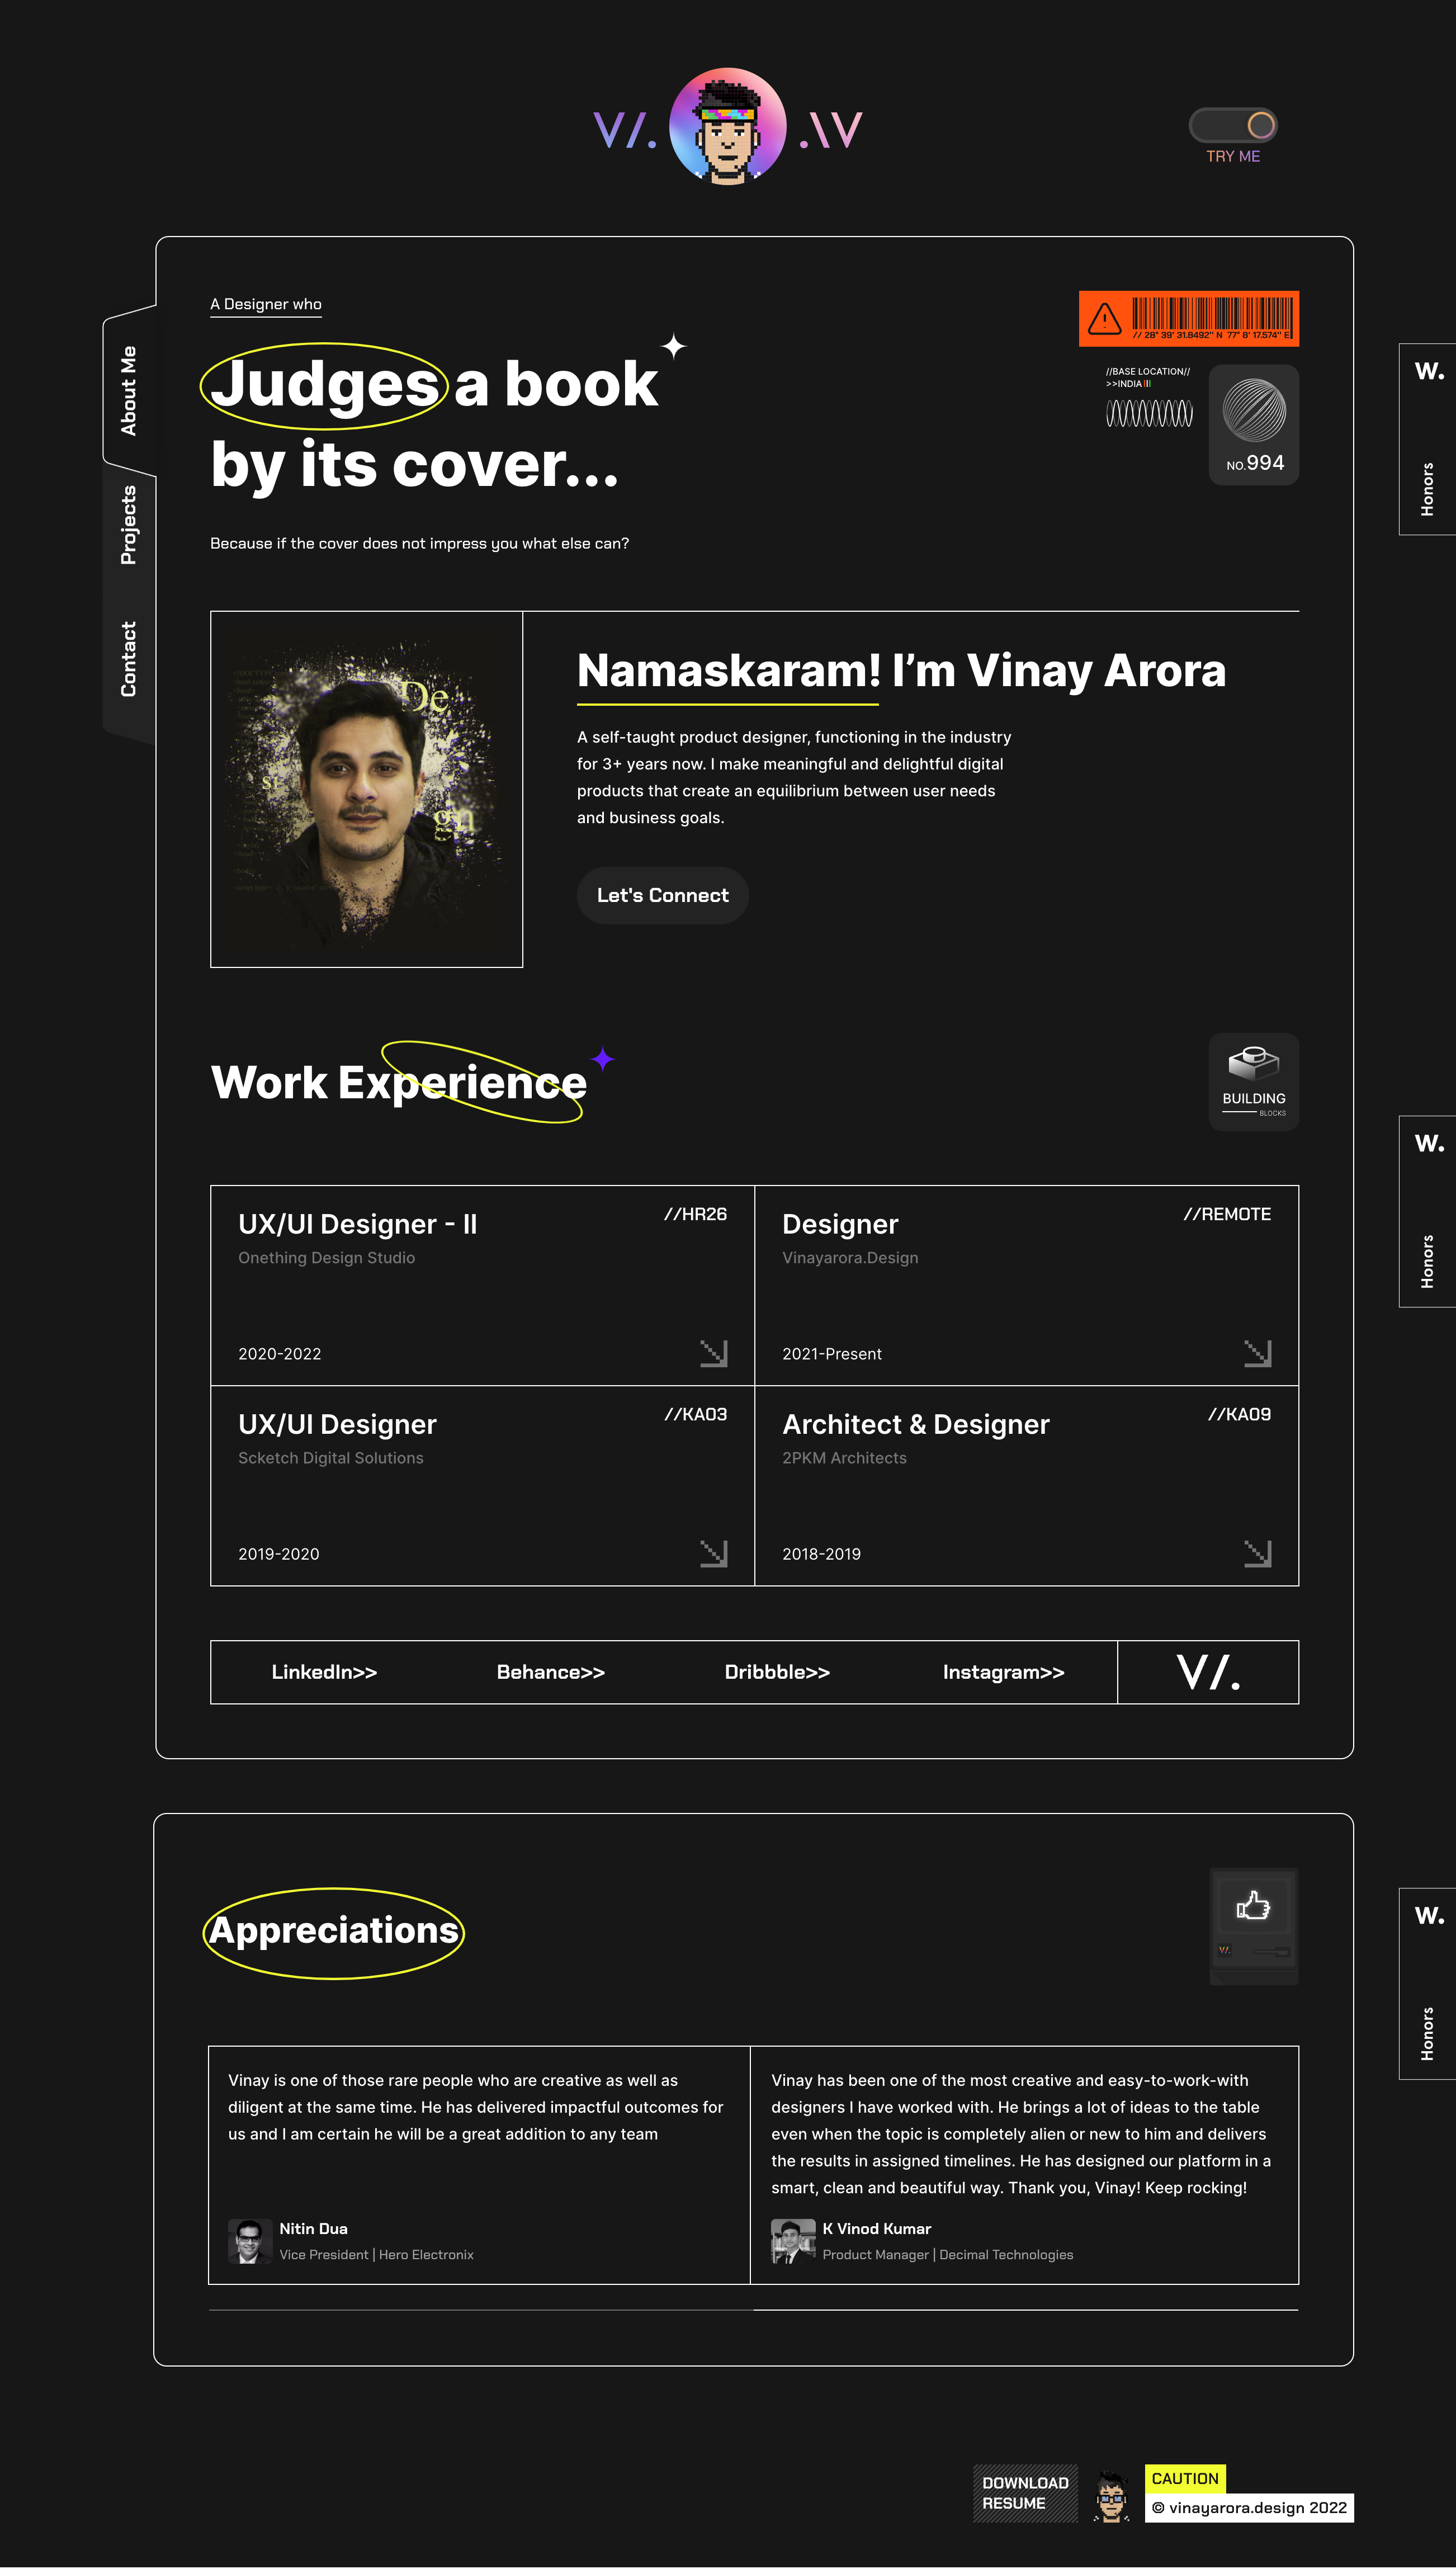 V/. .\V
TRY ME
About Me
Projects
Contact
A Designer who
Judges a book
by its cover...
// 28° 39' 31.8492'' N 77° 8' 17.574'' E
//BASE LOCATION//
>>INDIA
NO.994
Because if the cover does not impress you what else can?
W.
Honors
De
si
gn
Namaskaram! I’m Vinay Arora
A self-taught product designer, functioning in the industry
for 3+ years now. I make meaningful and delightful digital
products that create an equilibrium between user needs
and business goals.
Let's Connect
Work Experience
BUILDING
BLOCKS
W.
Honors
UX/UI Designer - II
//HR26
Onething Design Studio
2020-2022
Designer
//REMOTE
Vinayarora.Design
2021-Present
UX/UI Designer
//KA03
Scketch Digital Solutions
2019-2020
Architect & Designer
//KA09
2PKM Architects
2018-2019
LinkedIn>> Behance>> Dribbble>> Instagram>> V/.
Appreciations
V/.
W.
Honors
Vinay is one of those rare people who are creative as well as
diligent at the same time. He has delivered impactful outcomes for
us and I am certain he will be a great addition to any team
Nitin Dua
Vice President | Hero Electronix
Vinay has been one of the most creative and easy-to-work-with
designers I have worked with. He brings a lot of ideas to the table
even when the topic is completely alien or new to him and delivers
the results in assigned timelines. He has designed our platform in a
smart, clean and beautiful way. Thank you, Vinay! Keep rocking!
K Vinod Kumar
Product Manager | Decimal Technologies
DOWNLOAD
RESUME
CAUTION
© vinayarora.design 2022